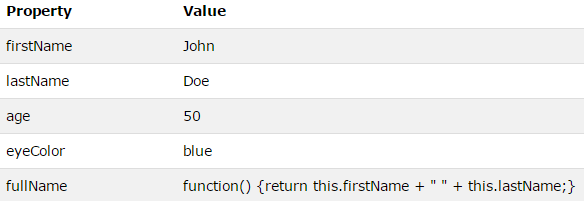 Property Value
firstName John
lastName Doe
age 50
eyeColor blue
fullName function() {return this.firstName + " " + this.lastName;}